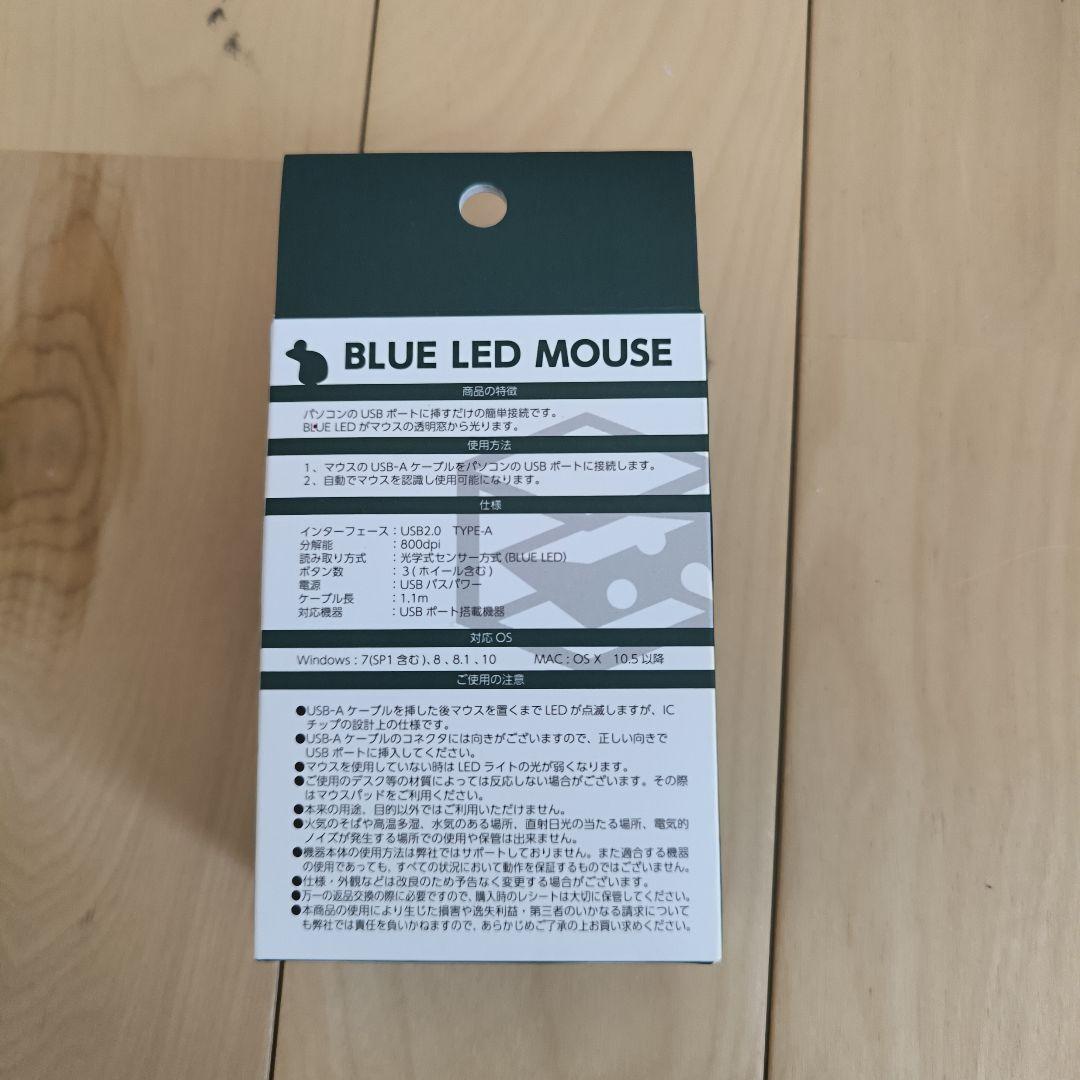 BLUE LED MOUSE
商品の特徴
パソコンの USB ポートに挿すだけの簡単接続です。
BLUE LED がマウスの透明窓から光ります。
使用方法
1、マウスの USB-A ケーブルをパソコンの USB ポートに接続します。
2、自動でマウスを認識し使用可能になります。
仕様
インターフェース：USB2.0 TYPE-A
分解能：800dpi
読み取り方式：光学式センサー方式(BLUE LED)
ボタン数：3(ホイール含む)
電源：USB バスパワー
ケーブル長：1.1m
対応機器：USB ポート搭載機器
対応 OS
Windows：7(SP1 含む)、8、8.1、10 MAC：OS X 10.5 以降
ご使用の注意
●USB-A ケーブルを挿した後マウスを置くまで LED が点滅しますが、IC
チップの設計上の仕様です。
●USB-A ケーブルのコネクタには向きがございますので、正しい向きで
USB ポートに挿入してください。
●マウスを使用していない時は LED ライトの光が弱くなります。
●ご使用のデスク等の材質によっては反応しない場合がございます。その際
はマウスパッドをご利用ください。
●本来の用途、目的以外ではご利用いただけません。
●火気のそばや高温多湿、水気のある場所、直射日光の当たる場所、電気的
ノイズが発生する場所での使用や保管は出来ません。
●機器本体の使用方法は弊社ではサポートしておりません。また適合する機器
の使用であっても、すべての状況において動作を保証するものではございません。
●仕様・外観などは改良のため予告なく変更する場合がございます。
●万一の返品交換の際に必要ですので、購入時のレシートは大切に保管してください。
●本商品の使用により生じた損害や逸失利益・第三者のいかなる請求について
も弊社では責任を負いかねますので、あらかじめご了承の上お買い求めください。